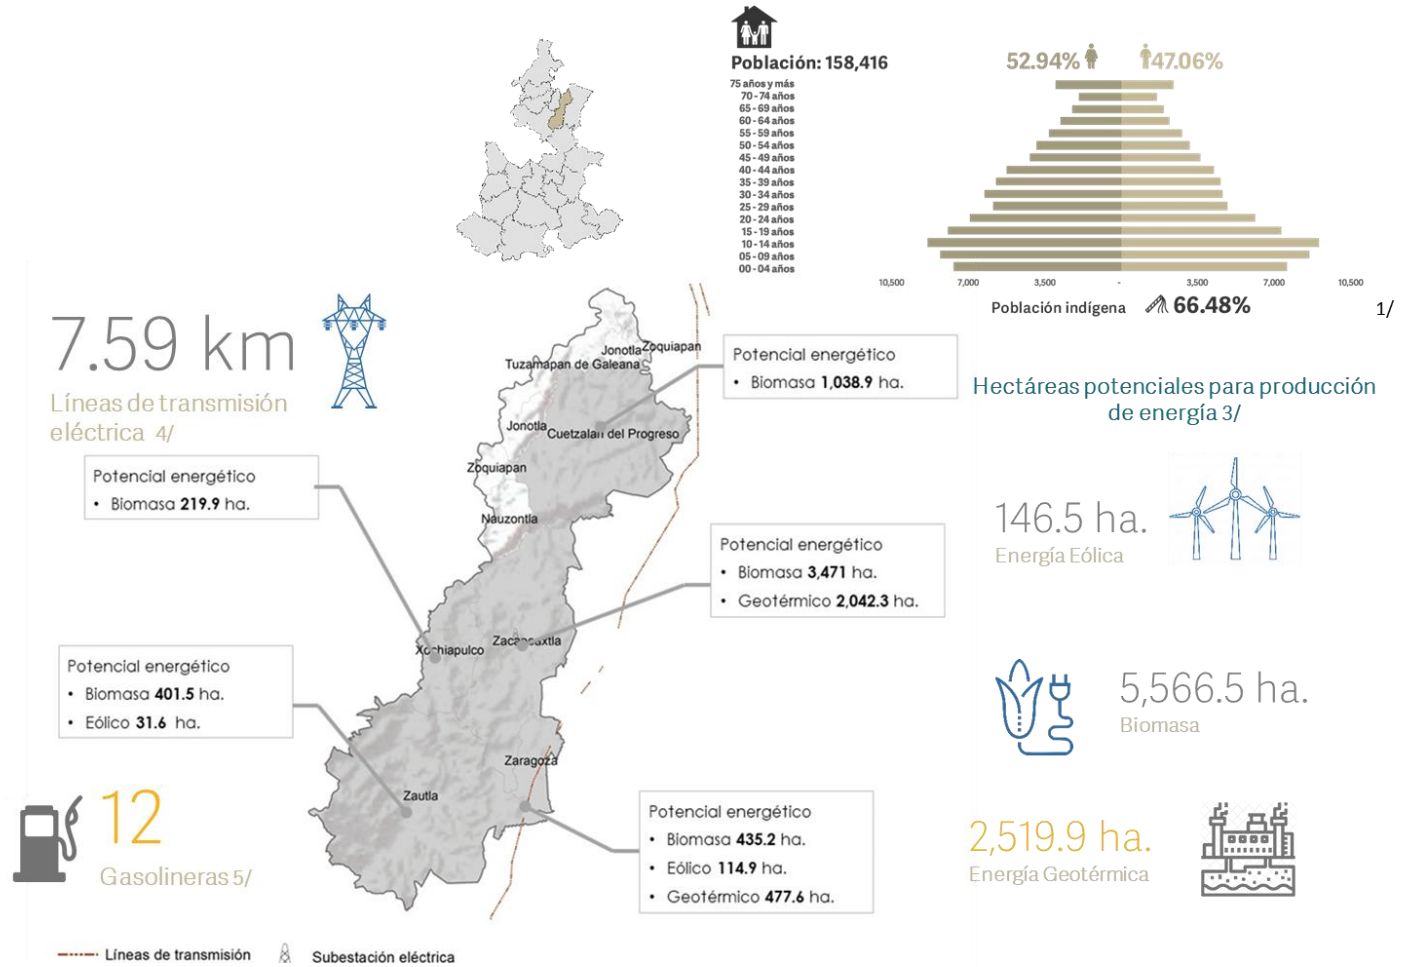 Población: 158,416
52.94% 47.06%
75 años y más
70 - 74 años
65 - 69 años
60 - 64 años
55 - 59 años
50 - 54 años
45 - 49 años
40 - 44 años
35 - 39 años
30 - 34 años
25 - 29 años
20 - 24 años
15 - 19 años
10 - 14 años
05 - 09 años
00 - 04 años
10,500 7,000 3,500 - 3,500 7,000 10,500
Población indígena 66.48%
1/
7.59 km
Líneas de transmisión
eléctrica 4/
Potencial energético
• Biomasa 219.9 ha.
Potencial energético
• Biomasa 401.5 ha.
• Eólico 31.6 ha.
12
Gasolineras 5/
Jonotla
Zoquiapan
Tuzamapan de Galeana
Jonotla
Cuetzalan del Progreso
Zoquiapan
Nauzontla
Xochiapulco
Zacapoaxtla
Zaragoza
Zautla
Potencial energético
• Biomasa 1,038.9 ha.
Potencial energético
• Biomasa 3,471 ha.
• Geotérmico 2,042.3 ha.
Potencial energético
• Biomasa 435.2 ha.
• Eólico 114.9 ha.
• Geotérmico 477.6 ha.
Hectáreas potenciales para producción
de energía 3/
146.5 ha.
Energía Eólica
5,566.5 ha.
Biomasa
2,519.9 ha.
Energía Geotérmica
Líneas de transmisión
Subestación eléctrica